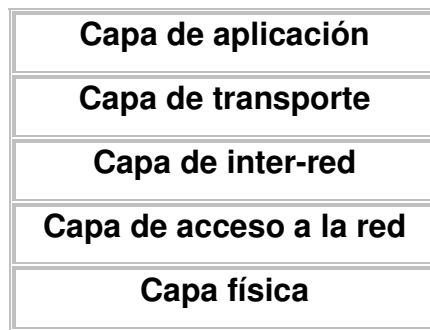 Capa de aplicación
Capa de transporte
Capa de inter-red
Capa de acceso a la red
Capa física